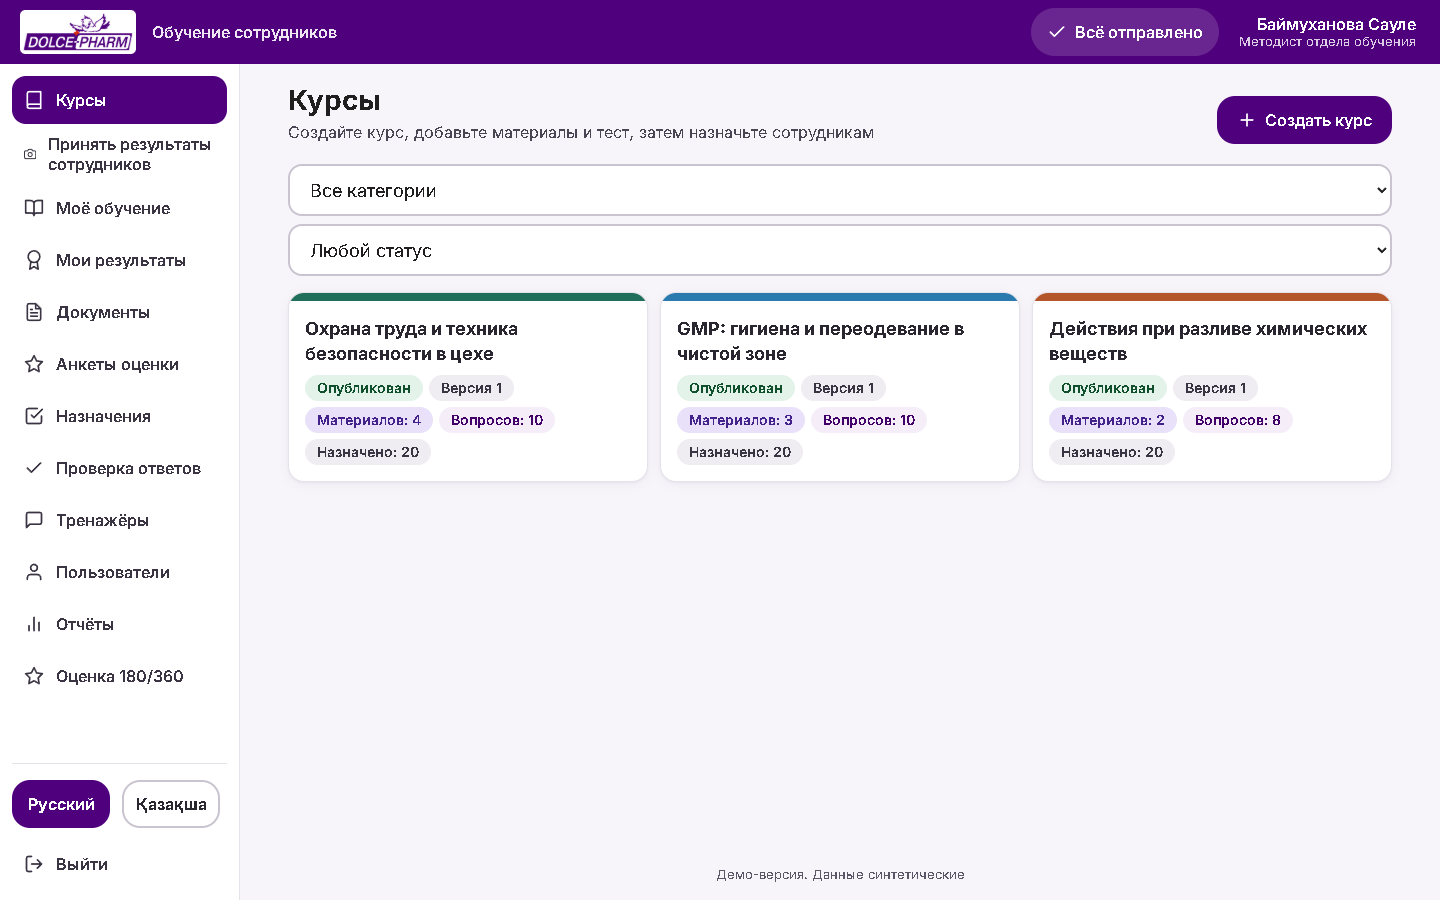 DOLCE-PHARM
Обучение сотрудников
Всё отправлено
Баймуханова Сауле
Методист отдела обучения
Курсы
Принять результаты
сотрудников
Моё обучение
Мои результаты
Документы
Анкеты оценки
Назначения
Проверка ответов
Тренажёры
Пользователи
Отчёты
Оценка 180/360
Русский
Қазақша
Выйти
Курсы
Создайте курс, добавьте материалы и тест, затем назначьте сотрудникам
Создать курс
Все категории
Любой статус
Охрана труда и техника
безопасности в цехе
Опубликован
Версия 1
Материалов: 4
Вопросов: 10
Назначено: 20
GMP: гигиена и переодевание в
чистой зоне
Опубликован
Версия 1
Материалов: 3
Вопросов: 10
Назначено: 20
Действия при разливе химических
веществ
Опубликован
Версия 1
Материалов: 2
Вопросов: 8
Назначено: 20
Демо-версия. Данные синтетические